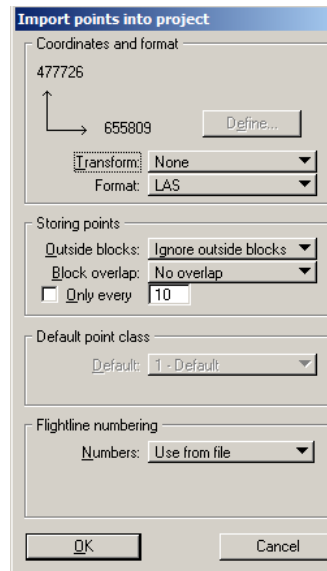 Import points into project
Coordinates and format
477726
655809
Define...
Transform: None
Format: LAS
Storing points
Outside blocks: Ignore outside blocks
Block overlap: No overlap
Only every 10
Default point class
Default: 1 - Default
Flightline numbering
Numbers: Use from file
OK Cancel